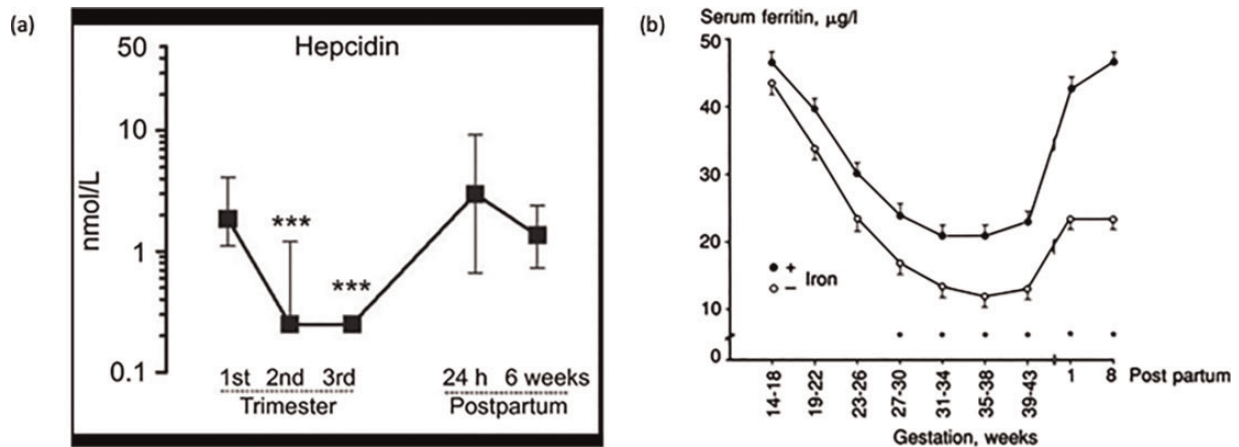 (a)
Hepcidin
nmol/L
50
10
1
0.1
***
***
1st 2nd 3rd 24 h 6 weeks
Trimester Postpartum
(b)
Serum ferritin, μg/l
50
40
30
20
10
0
+
− Iron
14-18 19-22 23-26 27-30 31-34 35-38 39-43 1 8 Post partum
Gestation, weeks